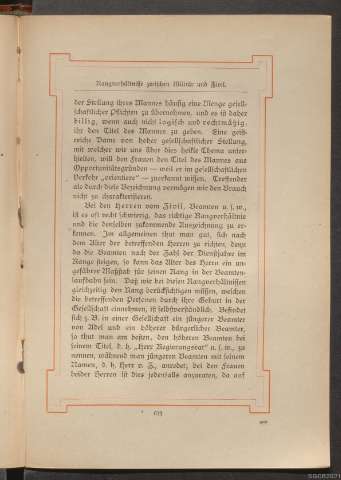 Rangverhältnisse zwischen Militär und Zivil.
der Stellung ihres Mannes häufig eine Menge gesell-
schaftlicher Pflichten zu übernehmen, und es ist daher
billig, wenn auch nicht logisch und rechtmäßig,
ihr den Titel des Mannes zu geben. Eine geist-
reiche Dame von hoher gesellschaftlicher Stellung,
mit welcher wir uns über dies heikle Thema unter-
hielten, will den Frauen den Titel des Mannes aus
Opportunitätsgründen — weil er im gesellschaftlichen
Verkehr „orientiere“ — zuerkannt wissen. Treffender
als durch diese Bezeichnung vermögen wir den Brauch
nicht zu charakterisieren.
Bei den Herren vom Zivil, Beamten u. s. w.,
ist es oft recht schwierig, das richtige Rangverhältnis
und die denselben zukommende Auszeichnung zu er-
kennen. Im allgemeinen thut man gut, sich nach
dem Alter der betreffenden Herren zu richten, denn
da die Beamten nach der Zahl der Dienstjahre im
Range steigen, so kann das Alter des Herrn ein un-
gefährer Maßstab für seinen Rang in der Beamten-
laufbahn sein. Daß wir bei diesen Rangverhältnissen
gleichzeitig den Rang berücksichtigen müssen, welchen
die betreffenden Personen durch ihre Geburt in der
Gesellschaft einnehmen, ist selbstverständlich. Befindet
sich z. B. in einer Gesellschaft ein jüngerer Beamter
von Adel und ein höherer bürgerlicher Beamter,
so thut man am besten, den höheren Beamten bei
seinem Titel, d. h. „Herr Regierungsrat“ u. s. w., zu
nennen, während man jüngeren Beamten mit seinem
Namen, d. h. Herr v. X., anredet; bei den Frauen
beider Herren ist dies jedenfalls anzuraten, da auf